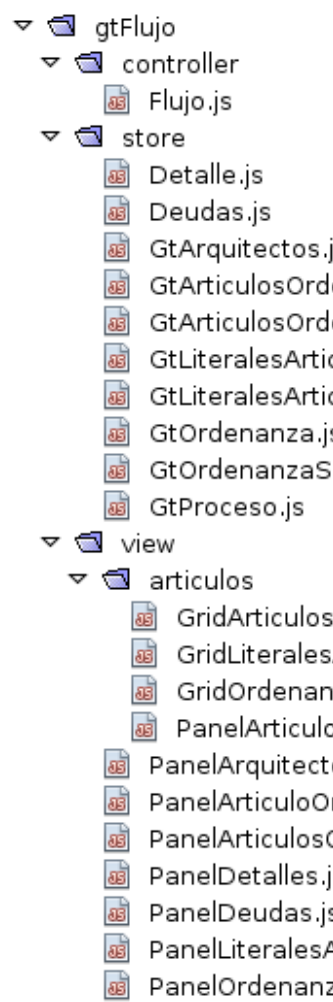 gtFlujo
controller
Flujo.js
store
Detalle.js
Deudas.js
GtArquitectos.j
GtArticulosOrd
GtArticulosOrd
GtLiteralesArtic
GtLiteralesArtic
GtOrdenanza.js
GtOrdenanzaS
GtProceso.js
view
articulos
GridArticulos
GridLiterales
GridOrdenan
PanelArticulo
PanelArquitect
PanelArticuloOr
PanelArticulos
PanelDetalles.j
PanelDeudas.js
PanelLiteralesA
PanelOrdenanz